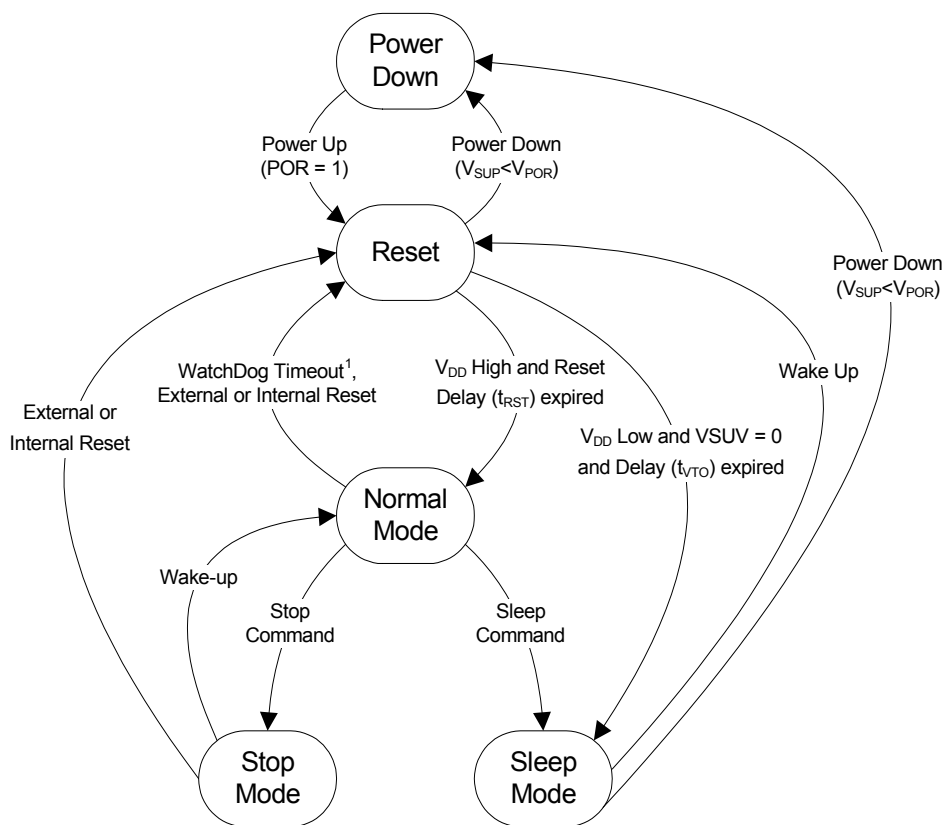 Power
Down
Power Up
(POR = 1)
Power Down
(VSUP<VPOR)
Reset
Power Down
(VSUP<VPOR)
WatchDog Timeout¹,
External or Internal Reset
VDD High and Reset
Delay (tRST) expired
Wake Up
External or
Internal Reset
VDD Low and VSUV = 0
and Delay (tVTO) expired
Normal
Mode
Wake-up
Stop
Command
Sleep
Command
Stop
Mode
Sleep
Mode